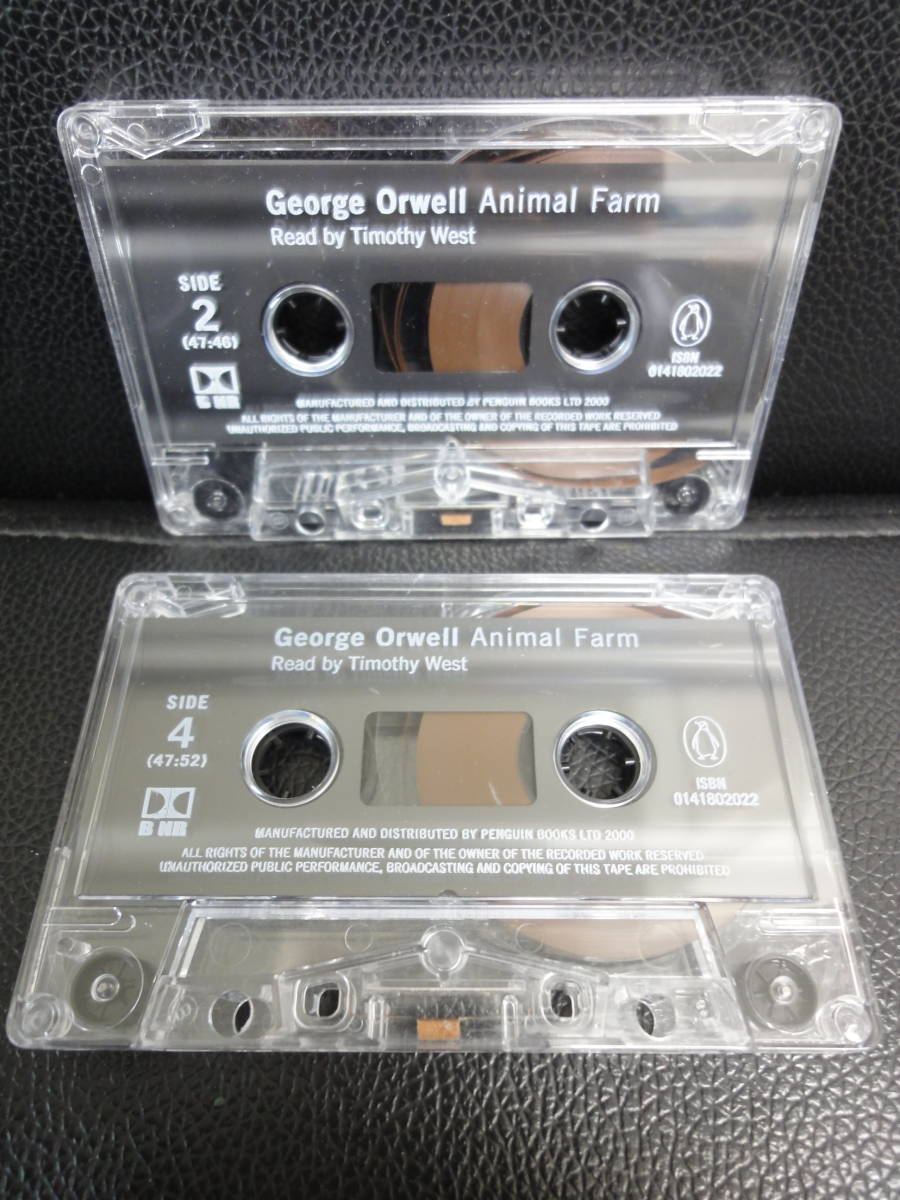 George Orwell Animal Farm
Read by Timothy West
SIDE
2
(47:46)
B NR
ISBN
0141802022
MANUFACTURED AND DISTRIBUTED BY PENGUIN BOOKS LTD 2000
ALL RIGHTS OF THE MANUFACTURER AND OF THE OWNER OF THE RECORDED WORK RESERVED
UNAUTHORIZED PUBLIC PERFORMANCE, BROADCASTING AND COPYING OF THIS TAPE ARE PROHIBITED
George Orwell Animal Farm
Read by Timothy West
SIDE
4
(47:52)
B NR
ISBN
0141802022
MANUFACTURED AND DISTRIBUTED BY PENGUIN BOOKS LTD 2000
ALL RIGHTS OF THE MANUFACTURER AND OF THE OWNER OF THE RECORDED WORK RESERVED
UNAUTHORIZED PUBLIC PERFORMANCE, BROADCASTING AND COPYING OF THIS TAPE ARE PROHIBITED